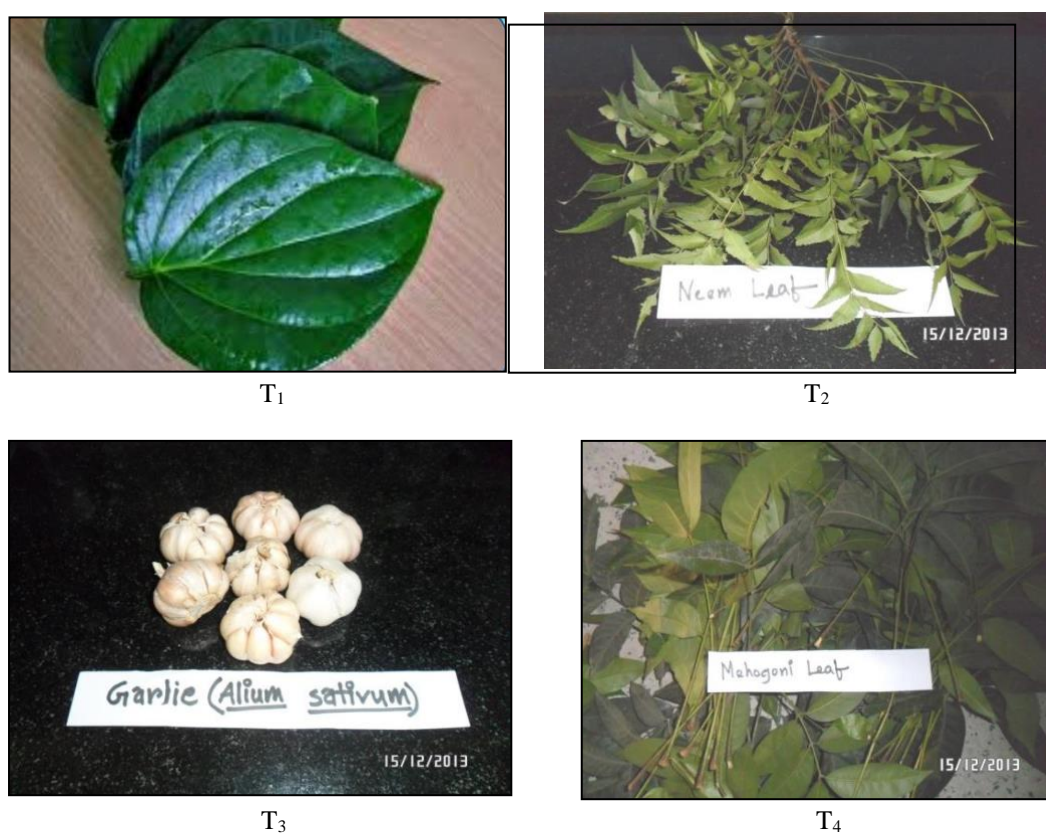 T1
Neem Leaf
15/12/2013
T2
Garlic (Alium sativum)
15/12/2013
T3
Mahogoni Leaf
15/12/2013
T4